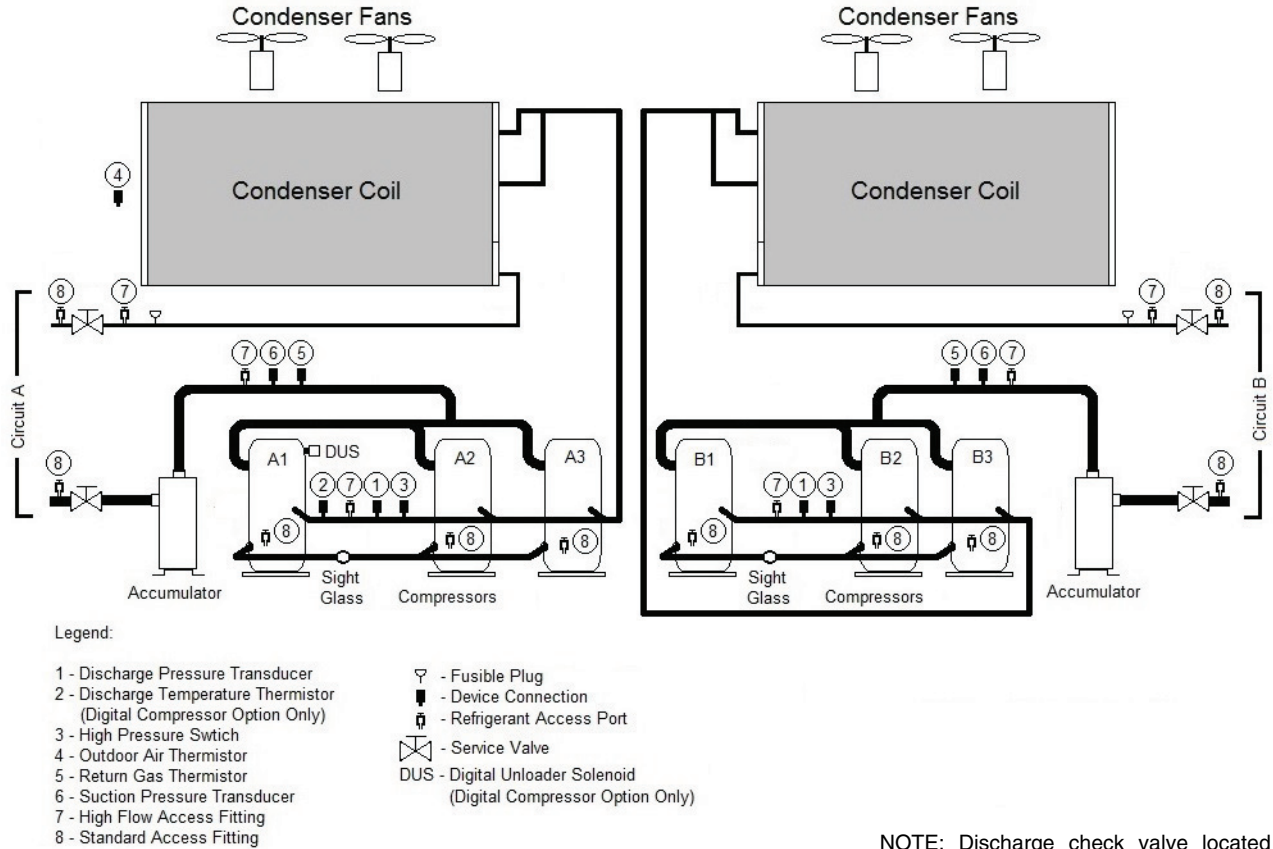 Condenser Fans
Condenser Fans
4
Condenser Coil
Condenser Coil
8
7
7
8
7
6
5
5
6
7
Circuit A
Circuit B
A1
DUS
A2
A3
B1
B2
B3
8
8
2
7
1
3
7
1
3
8
8
8
8
8
8
Accumulator
Sight
Glass
Compressors
Sight
Glass
Compressors
Accumulator
Legend:
1 - Discharge Pressure Transducer
2 - Discharge Temperature Thermistor
(Digital Compressor Option Only)
3 - High Pressure Swtich
4 - Outdoor Air Thermistor
5 - Return Gas Thermistor
6 - Suction Pressure Transducer
7 - High Flow Access Fitting
8 - Standard Access Fitting
- Fusible Plug
- Device Connection
- Refrigerant Access Port
- Service Valve
DUS - Digital Unloader Solenoid
(Digital Compressor Option Only)
NOTE: Discharge check valve located